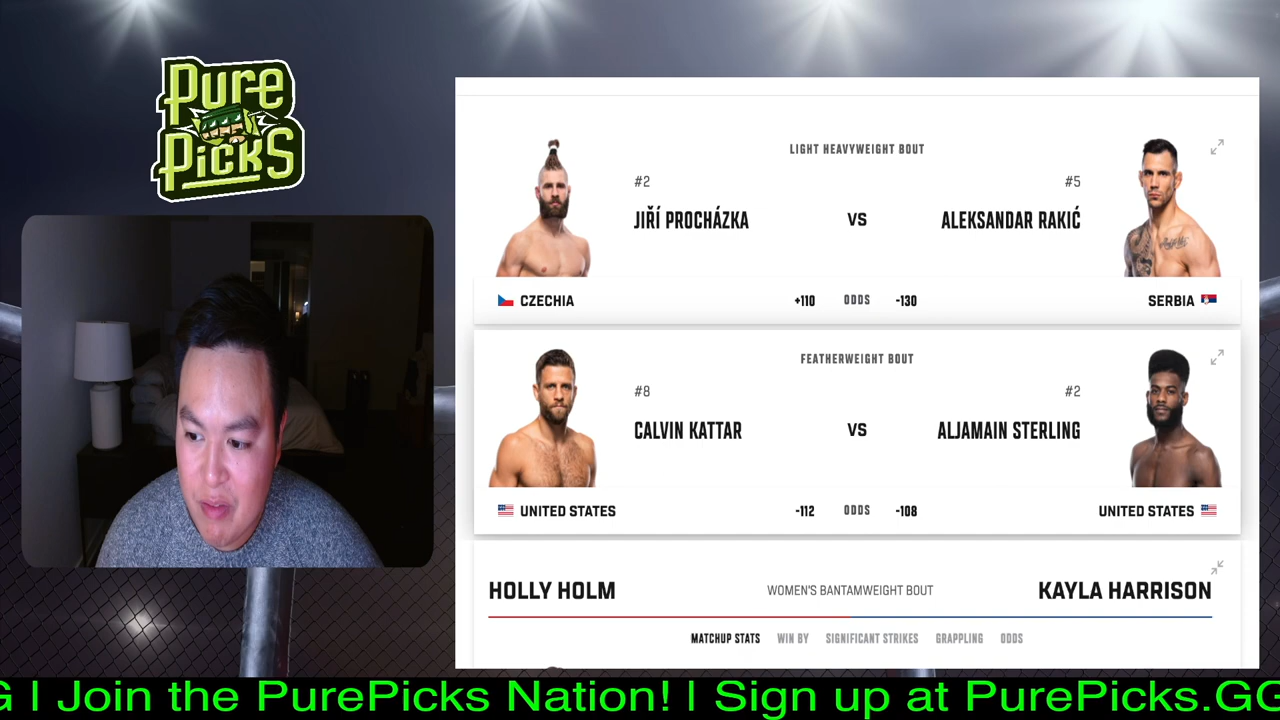 Pure
Picks
LIGHT HEAVYWEIGHT BOUT
#2
#5
JIŘÍ PROCHÁZKA
VS
ALEKSANDAR RAKIĆ
CZECHIA
+110
ODDS
-130
SERBIA
FEATHERWEIGHT BOUT
#8
#2
CALVIN KATTAR
VS
ALJAMAIN STERLING
UNITED STATES
-112
ODDS
-108
UNITED STATES
HOLLY HOLM
WOMEN'S BANTAMWEIGHT BOUT
KAYLA HARRISON
MATCHUP STATS WIN BY SIGNIFICANT STRIKES GRAPPLING ODDS
G | Join the PurePicks Nation! | Sign up at PurePicks.GG